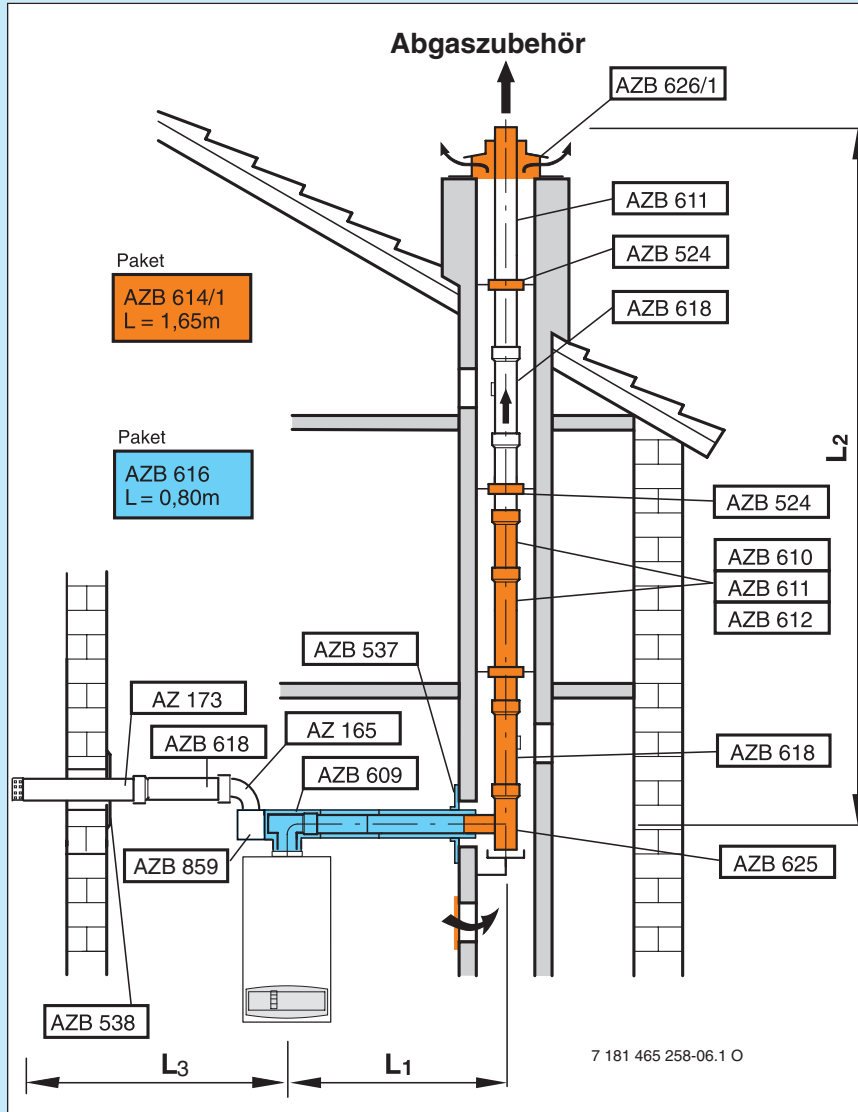 Abgaszubehör
AZB 626/1
AZB 611
AZB 524
Paket
AZB 614/1
L = 1,65m
AZB 618
Paket
AZB 616
L = 0,80m
L2
AZB 524
AZB 610
AZB 611
AZB 612
AZB 537
AZ 173
AZ 165
AZB 618
AZB 609
AZB 618
AZB 859
AZB 625
AZB 538
L3
L1
7 181 465 258-06.1 O